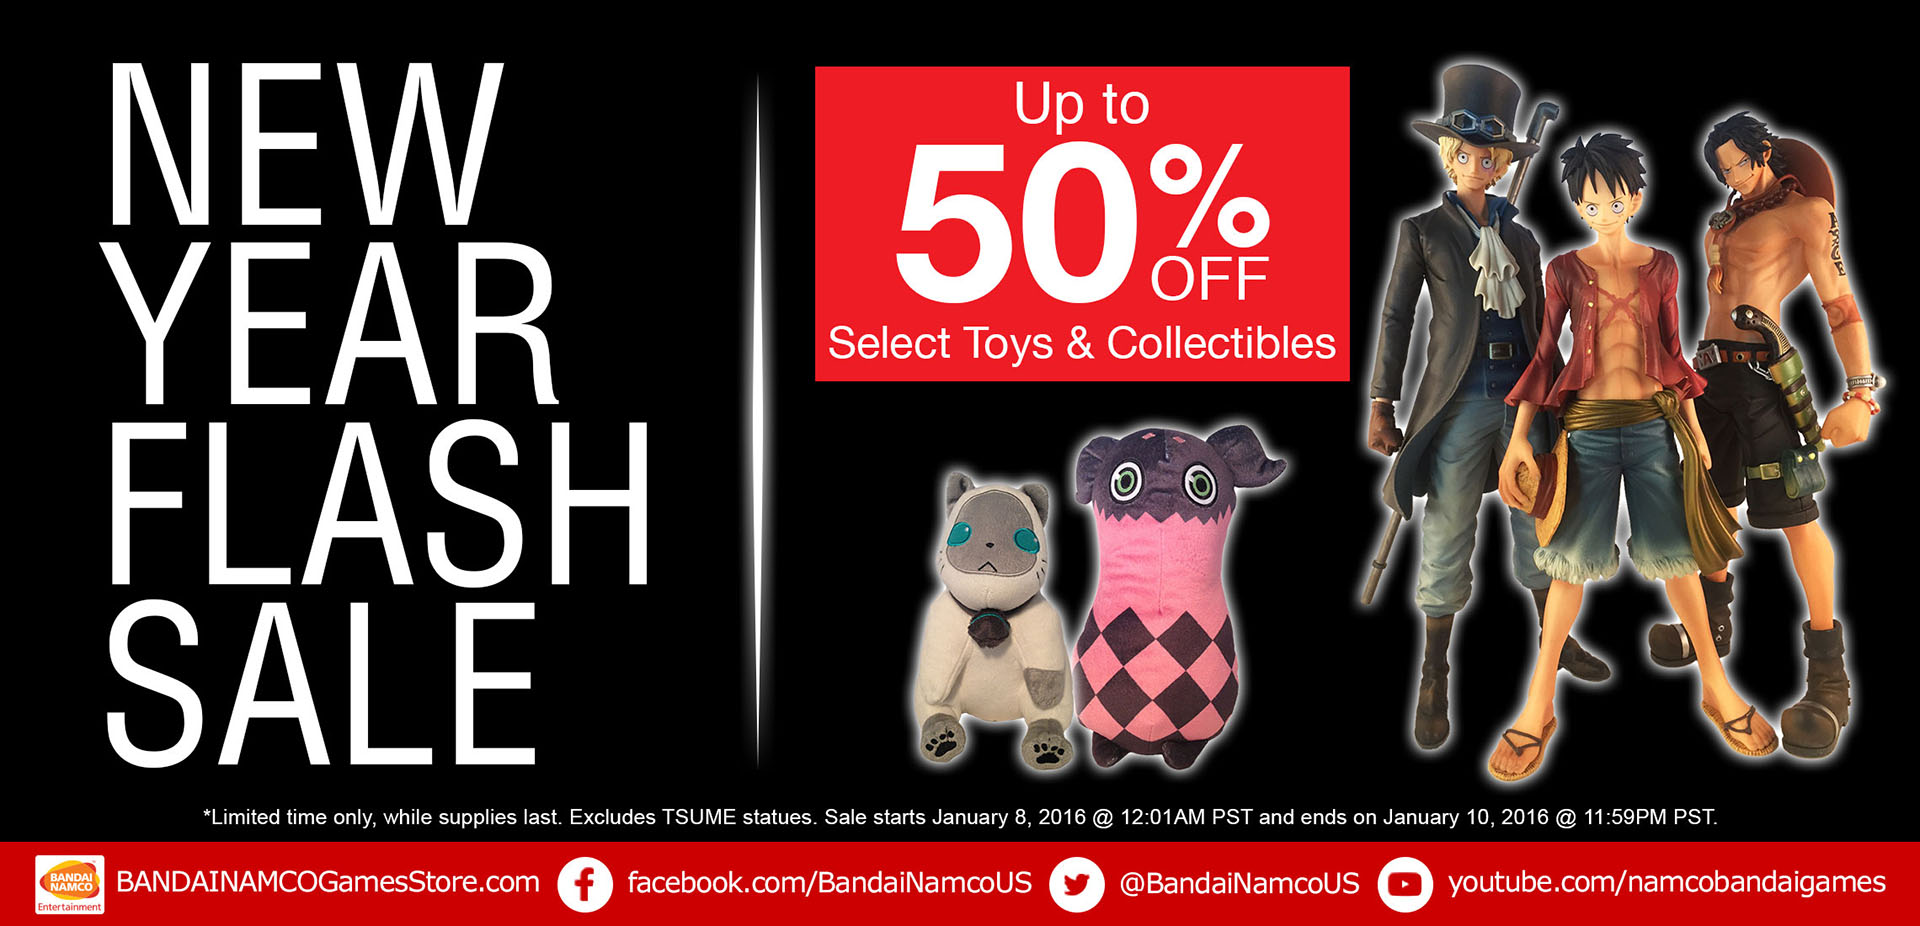 NEW
YEAR
FLASH
SALE
Up to
50%
OFF
Select Toys & Collectibles
*Limited time only, while supplies last. Excludes TSUME statues. Sale starts January 8, 2016 @ 12:01AM PST and ends on January 10, 2016 @ 11:59PM PST.
BANDAI
NAMCO
Entertainment
BANDAINAMCOGamesStore.com
facebook.com/BandaiNamcoUS
@BandaiNamcoUS
youtube.com/namcobandaigames